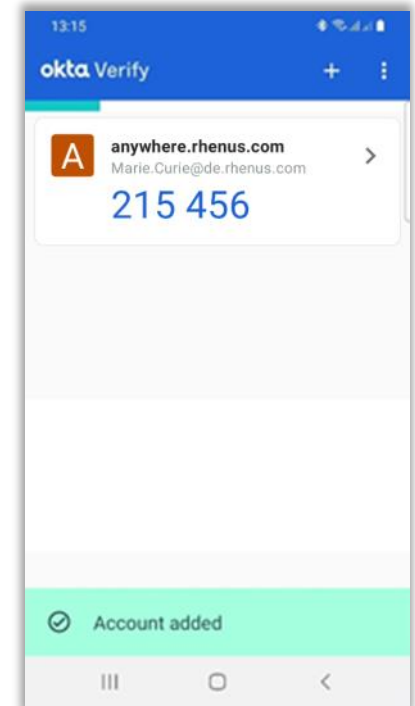 13:15
okta Verify
A
anywhere.rhenus.com
Marie.Curie@de.rhenus.com
215 456
Account added